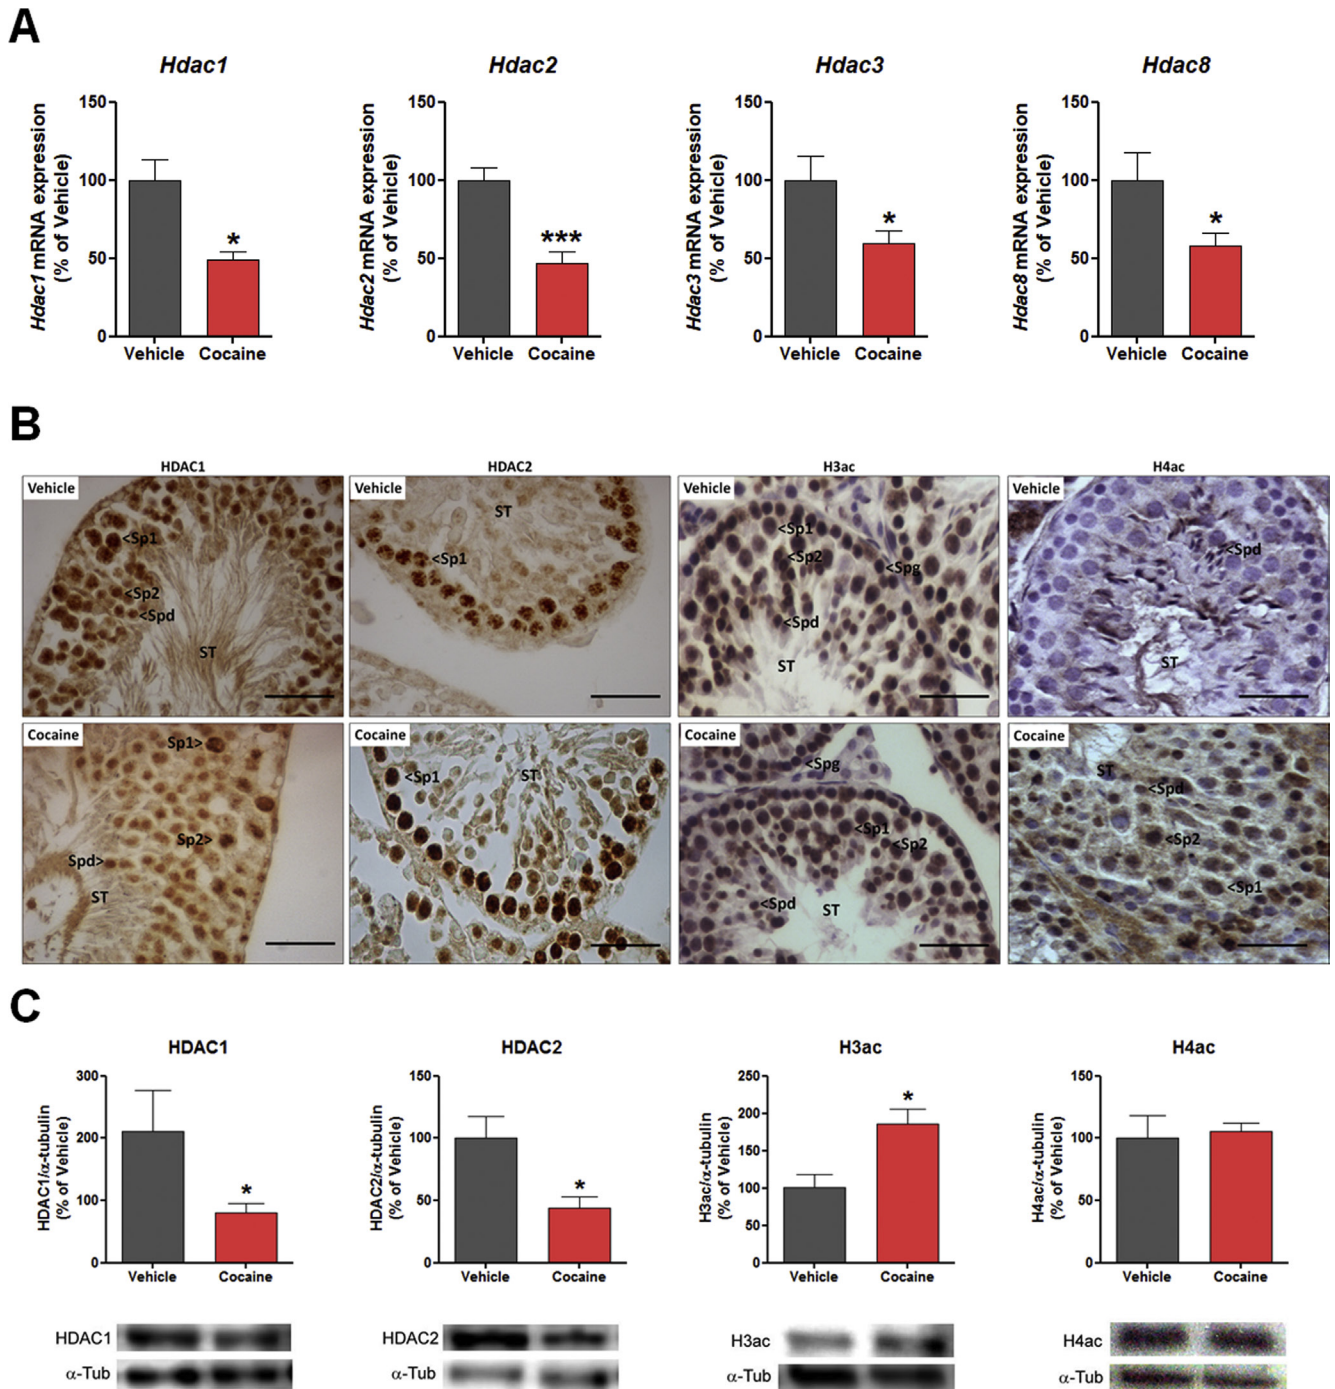 A
Hdac1
Hdac1 mRNA expression
(% of Vehicle)
150
100
50
0
Vehicle Cocaine
Hdac2
Hdac2 mRNA expression
(% of Vehicle)
150
100
50
0
Vehicle Cocaine
Hdac3
Hdac3 mRNA expression
(% of Vehicle)
150
100
50
0
Vehicle Cocaine
Hdac8
Hdac8 mRNA expression
(% of Vehicle)
150
100
50
0
Vehicle Cocaine
*
***
*
*
B
HDAC1
HDAC2
H3ac
H4ac
Vehicle
<Sp1
<Sp2
<Spd
ST
Vehicle
ST
<Sp1
Vehicle
<Sp1
<Sp2
<Spg
<Spd
ST
Vehicle
<Spd
ST
Cocaine
Sp1>
Sp2>
Spd>
ST
Cocaine
<Sp1
ST
Cocaine
<Spg
<Sp1
<Sp2
<Spd
ST
Cocaine
ST
<Spd
<Sp2
<Sp1
C
HDAC1
HDAC1/α-tubulin
(% of Vehicle)
300
200
100
0
*
Vehicle Cocaine
HDAC1
α-Tub
HDAC2
HDAC2/α-tubulin
(% of Vehicle)
150
100
50
0
*
Vehicle Cocaine
HDAC2
α-Tub
H3ac
H3ac/α-tubulin
(% of Vehicle)
250
200
150
100
50
0
*
Vehicle Cocaine
H3ac
α-Tub
H4ac
H4ac/α-tubulin
(% of Vehicle)
150
100
50
0
Vehicle Cocaine
H4ac
α-Tub